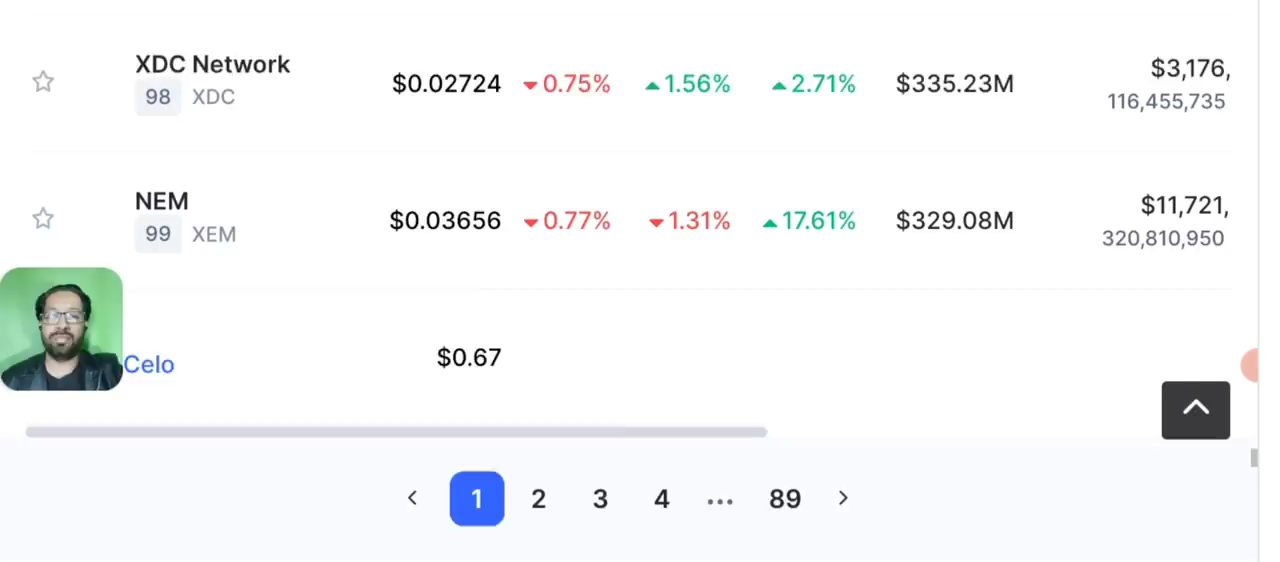 XDC Network
98 XDC
$0.02724 0.75% 1.56% 2.71% $335.23M $3,176,
116,455,735
NEM
99 XEM
$0.03656 0.77% 1.31% 17.61% $329.08M $11,721,
320,810,950
Celo $0.67
1 2 3 4 ... 89